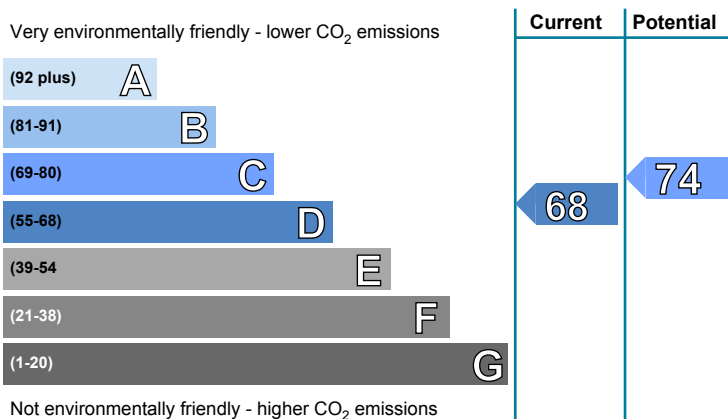 Very environmentally friendly - lower CO2 emissions
Current
Potential
(92 plus) A
(81-91) B
(69-80) C
(55-68) D
(39-54 E
(21-38) F
(1-20) G
68
74
Not environmentally friendly - higher CO2 emissions